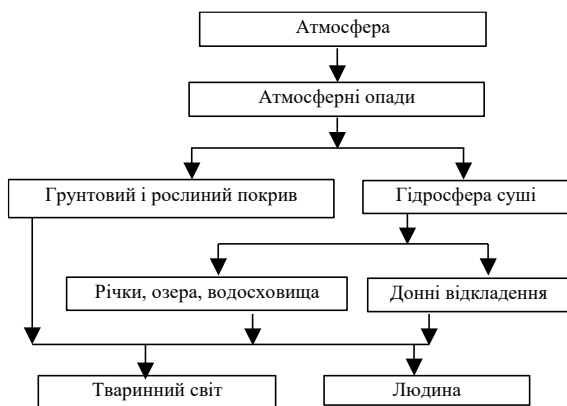 Атмосфера
Атмосферні опади
Грунтовий і рослиний покрив
Гідросфера суші
Річки, озера, водосховища
Донні відкладення
Тваринний світ
Людина